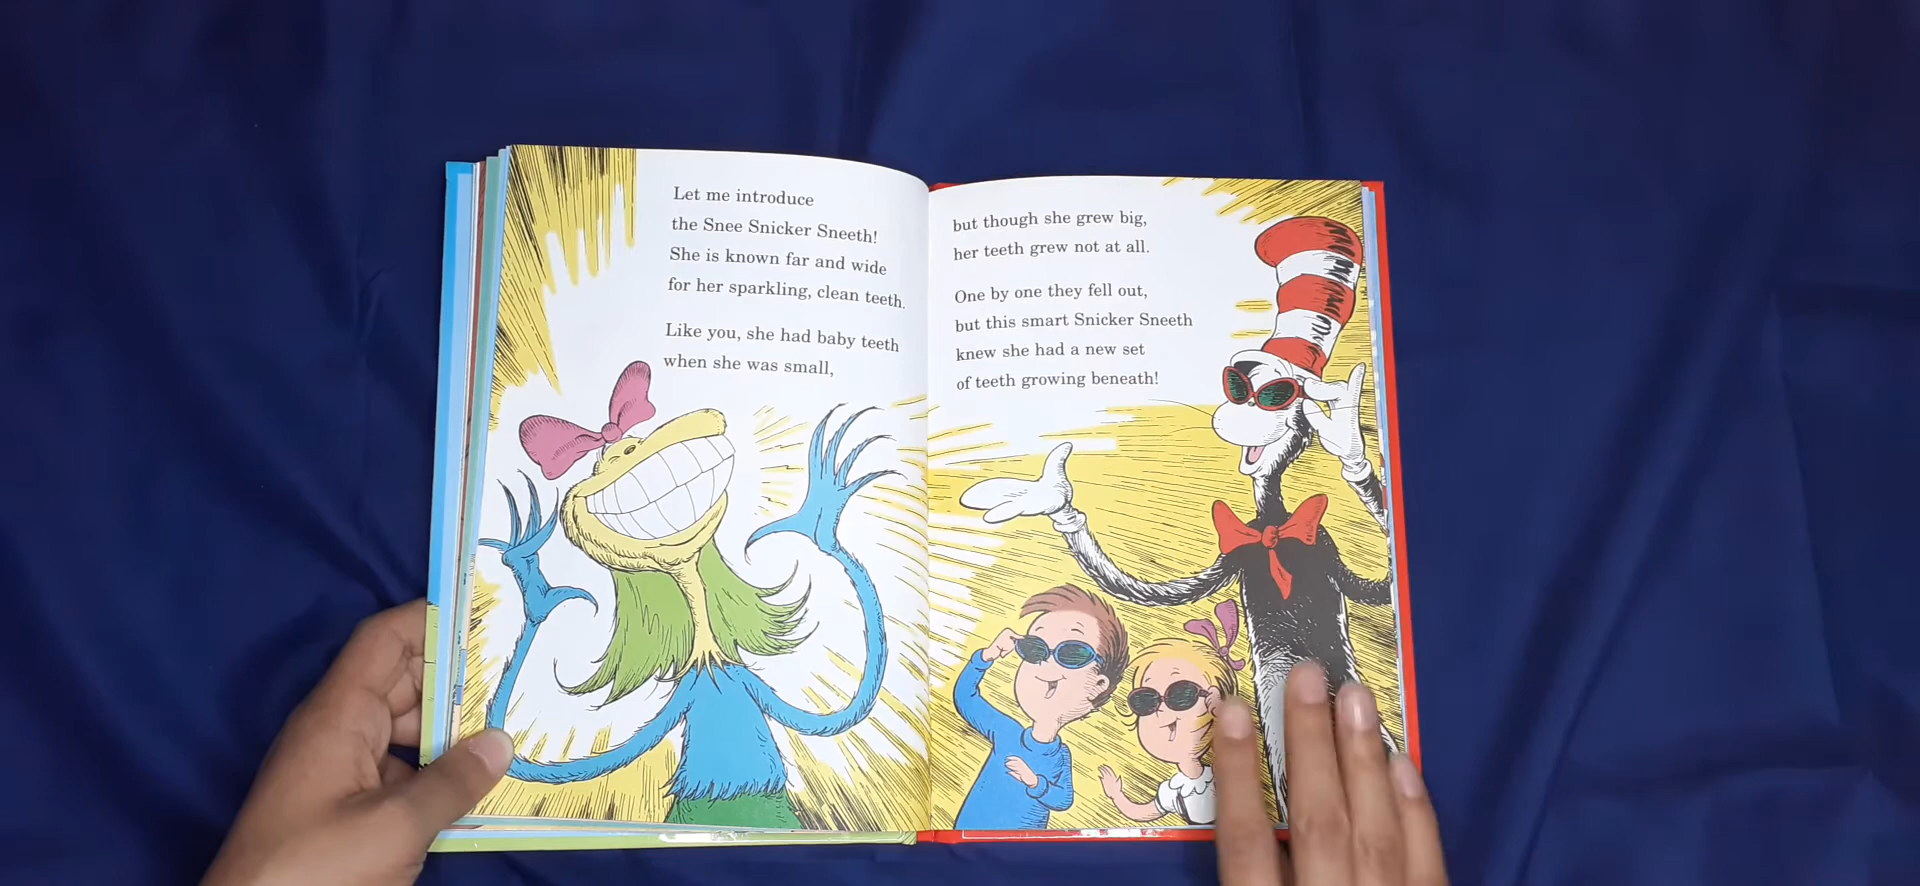 Let me introduce
the Snee Snicker Sneeth!
She is known far and wide
for her sparkling, clean teeth.
Like you, she had baby teeth
when she was small,
but though she grew big,
her teeth grew not at all.
One by one they fell out,
but this smart Snicker Sneeth
knew she had a new set
of teeth growing beneath!